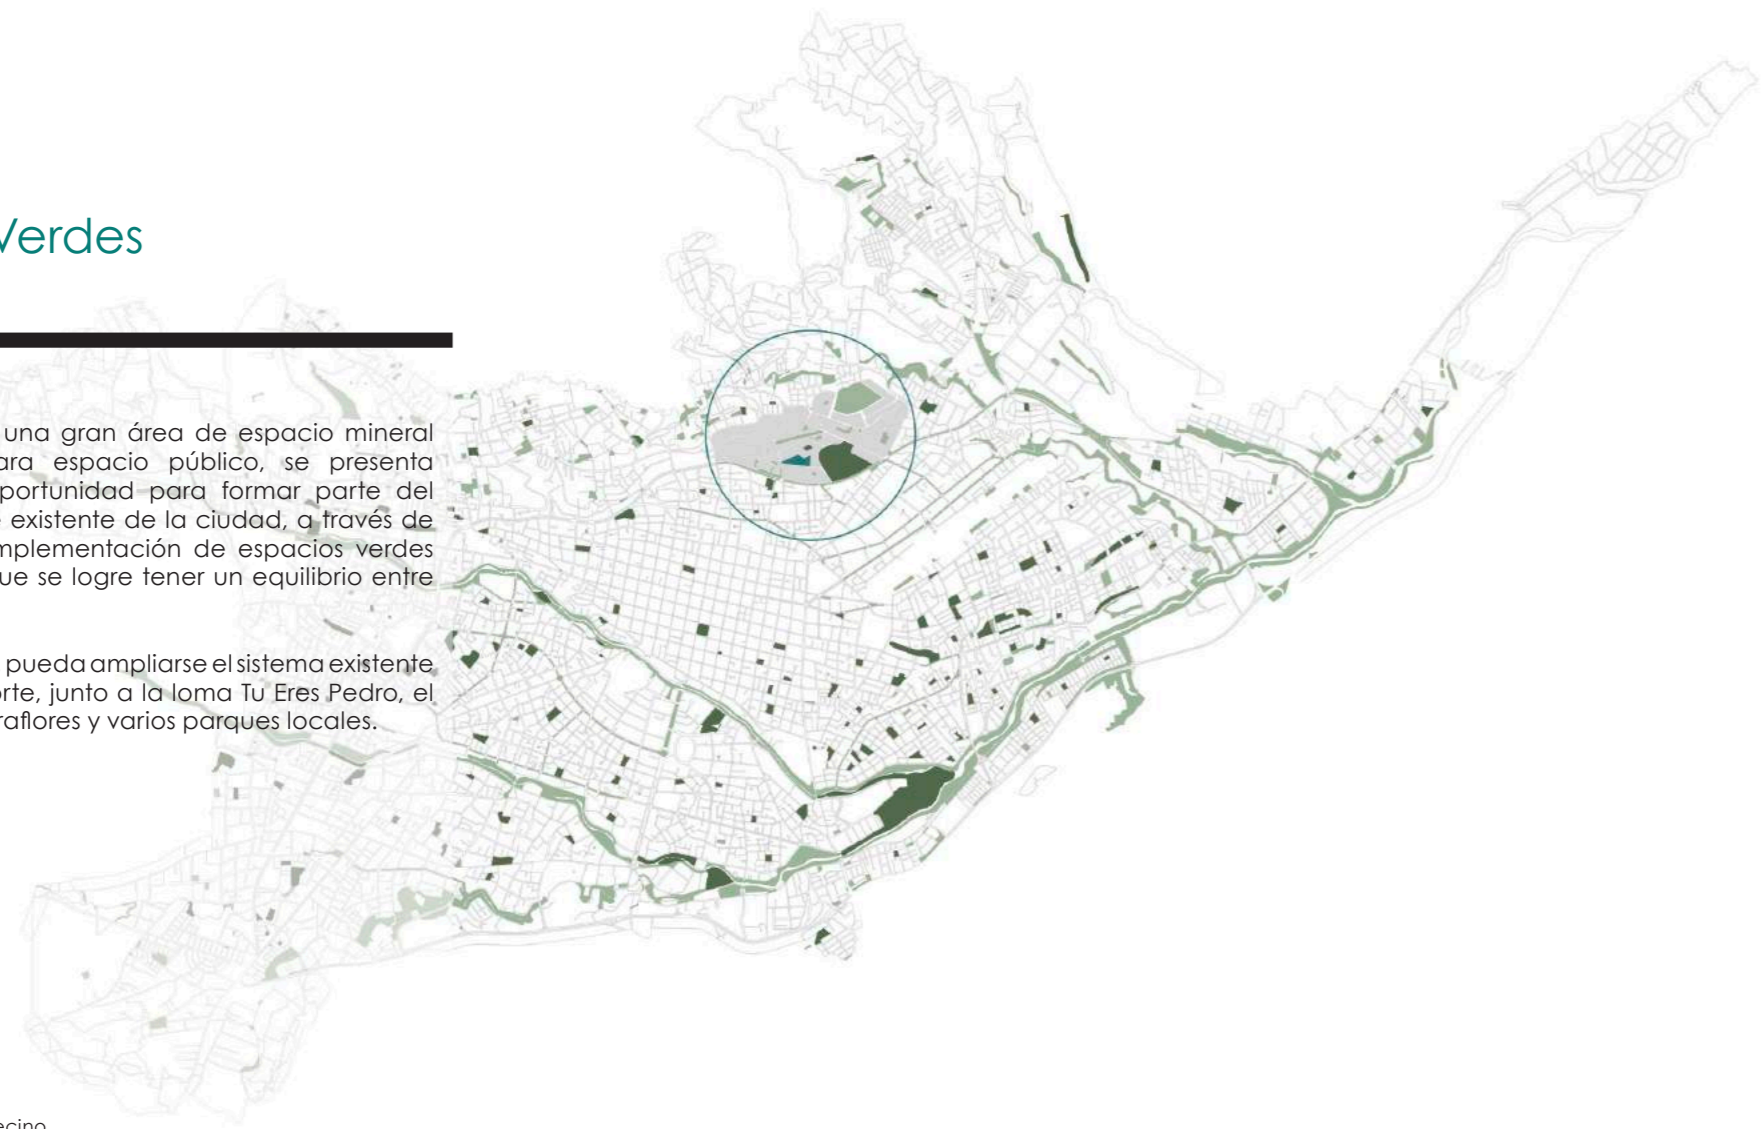 Verdes
una gran área de espacio mineral
ara espacio público, se presenta
portunidad para formar parte del
e existente de la ciudad, a través de
mplementación de espacios verdes
ue se logre tener un equilibrio entre
pueda ampliarse el sistema existente
orte, junto a la loma Tu Eres Pedro, el
raflores y varios parques locales.
ecino